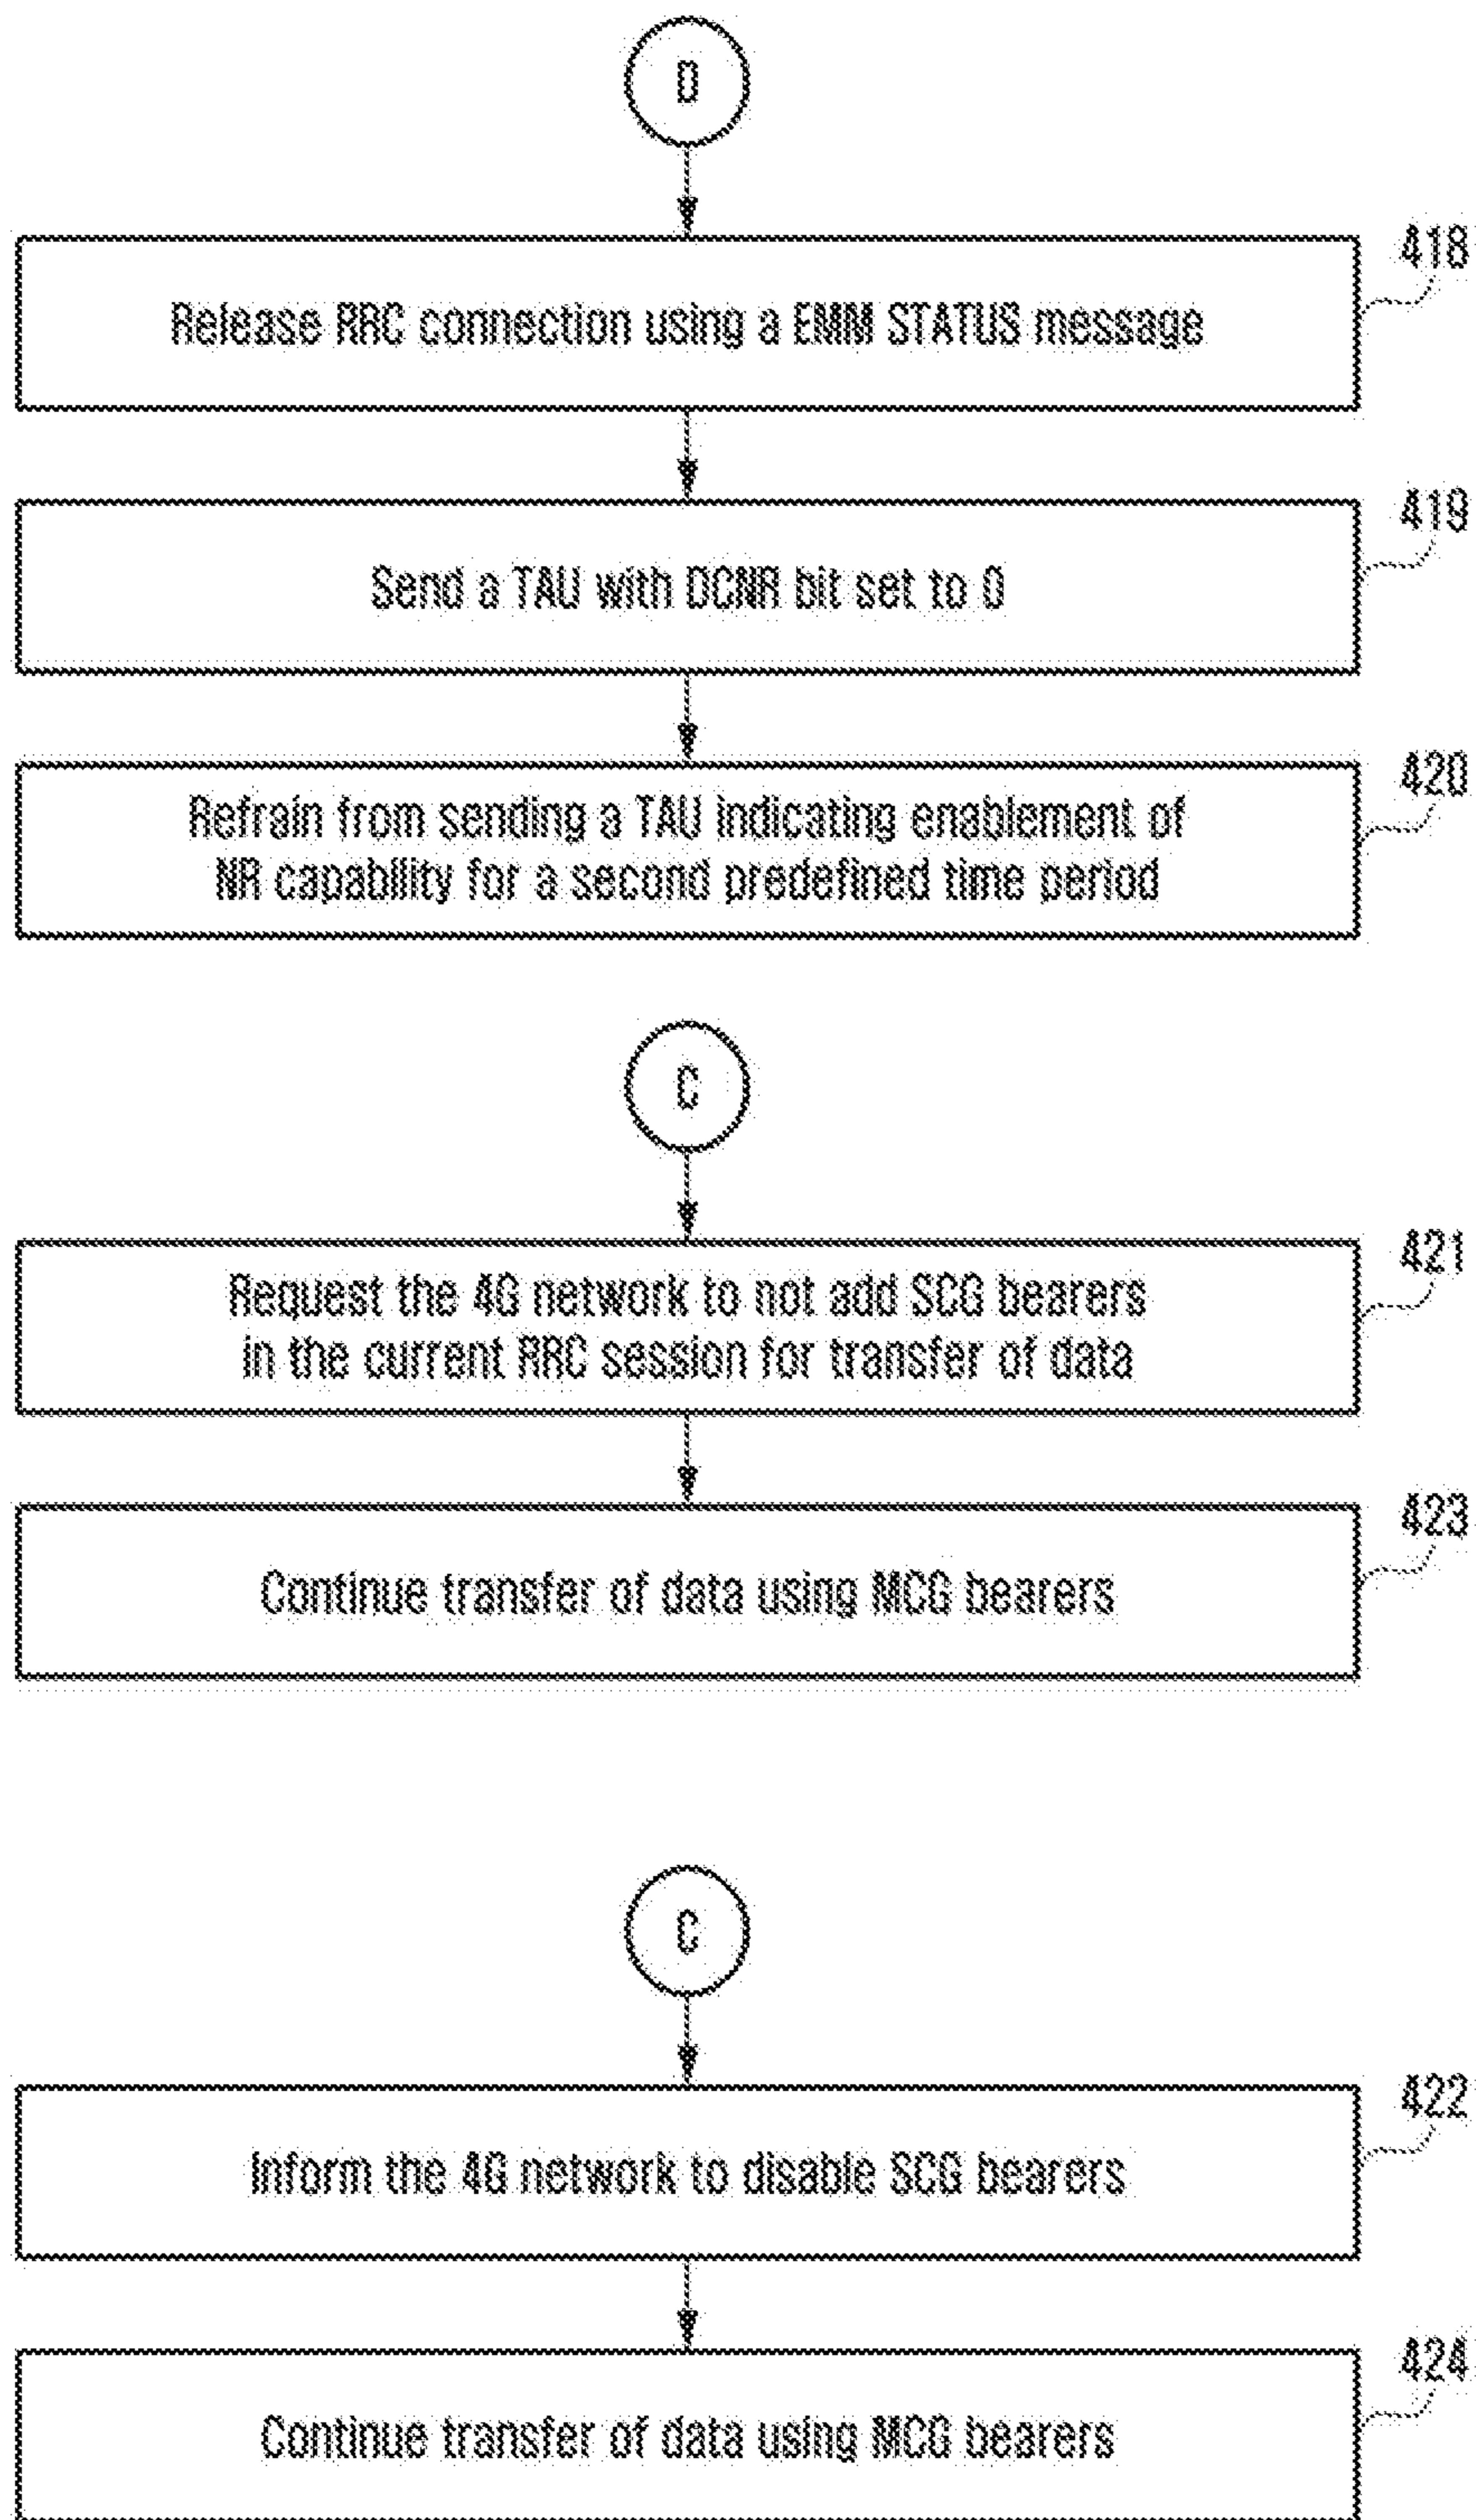 D
418
Release RRC connection using a EMM STATUS message
419
Send a TAU with DCNR bit set to 0
420
Refrain from sending a TAU indicating enablement of
NR capability for a second predefined time period
C
421
Request the 4G network to not add SCG bearers
in the current RRC session for transfer of data
423
Continue transfer of data using MCG bearers
C
422
Inform the 4G network to disable SCG bearers
424
Continue transfer of data using MCG bearers